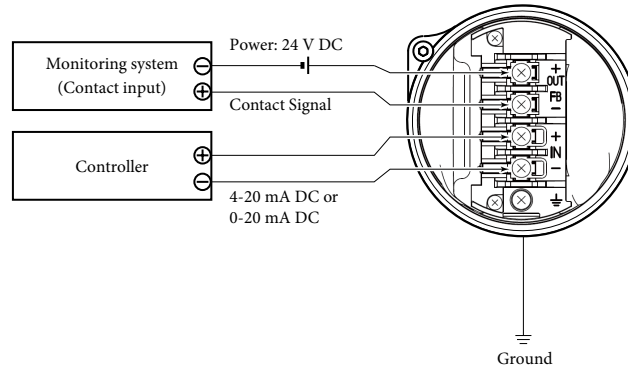 Power: 24 V DC
Monitoring system
(Contact input)
Contact Signal
Controller
4-20 mA DC or
0-20 mA DC
+
OUT
FB
−
+
IN
−
Ground